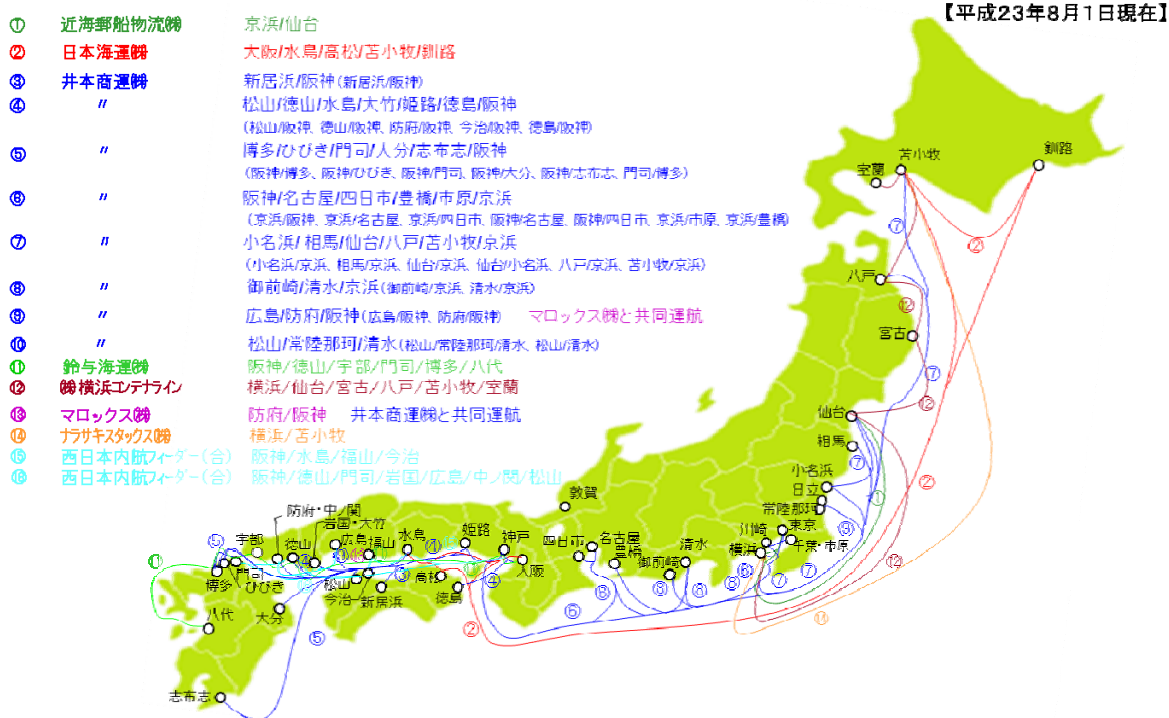 【平成23年8月1日現在】
① 近海郵船物流㈱ 京浜/仙台
② 日本海運㈱ 大阪/水島/高松/苫小牧/釧路
③ 井本商運㈱ 新居浜/阪神(新居浜/阪神)
④ 〃 松山/徳山/水島/大竹/姫路/徳島/阪神
(松山/阪神、徳山/阪神、防府/阪神、今治/阪神、徳島/阪神)
⑤ 〃 博多/ひびき/門司/大分/志布志/阪神
(阪神/博多、阪神/ひびき、阪神/門司、阪神/大分、阪神/志布志、門司/博多)
⑥ 〃 阪神/名古屋/四日市/豊橋/市原/京浜
(京浜/阪神、京浜/名古屋、京浜/四日市、阪神/名古屋、阪神/四日市、京浜/市原、京浜/豊橋)
⑦ 〃 小名浜/相馬/仙台/八戸/苫小牧/京浜
(小名浜/京浜、相馬/京浜、仙台/京浜、仙台/小名浜、八戸/京浜、苫小牧/京浜)
⑧ 〃 御前崎/清水/京浜(御前崎/京浜、清水/京浜)
⑨ 〃 広島/防府/阪神(広島/阪神、防府/阪神) マロックス㈱と共同運航
⑩ 〃 松山/常陸那珂/清水(松山/常陸那珂/清水、松山/清水)
⑪ 鈴与海運㈱ 阪神/徳山/宇部/門司/博多/八代
⑫ ㈱横浜コンテナライン 横浜/仙台/宮古/八戸/苫小牧/室蘭
⑬ マロックス㈱ 防府/阪神 井本商運㈱と共同運航
⑭ ナラサキスタックス㈱ 横浜/苫小牧
⑮ 西日本内航フィーダー(合) 阪神/水島/福山/今治
⑯ 西日本内航フィーダー(合) 阪神/徳山/門司/岩国/広島/中ノ関/松山
釧路
苫小牧
室蘭
⑦
②
八戸
⑫
宮古
⑦
⑫
仙台
相馬
⑦
小名浜
②
日立
敦賀
①
常陸那珂
防府・中ノ関
岩国・大竹
東京
川崎
宇部
徳山
広島
福山
水島
姫路
神戸
四日市
名古屋
豊橋
清水
横浜
千葉・市原
⑤
④
⑪
門司
御前崎
大阪
博多
ひびき
松山
③
高松
④
⑧
⑥
⑦
⑦
今治
新居浜
徳島
八代
大分
⑥
⑤
②
⑭
志布志